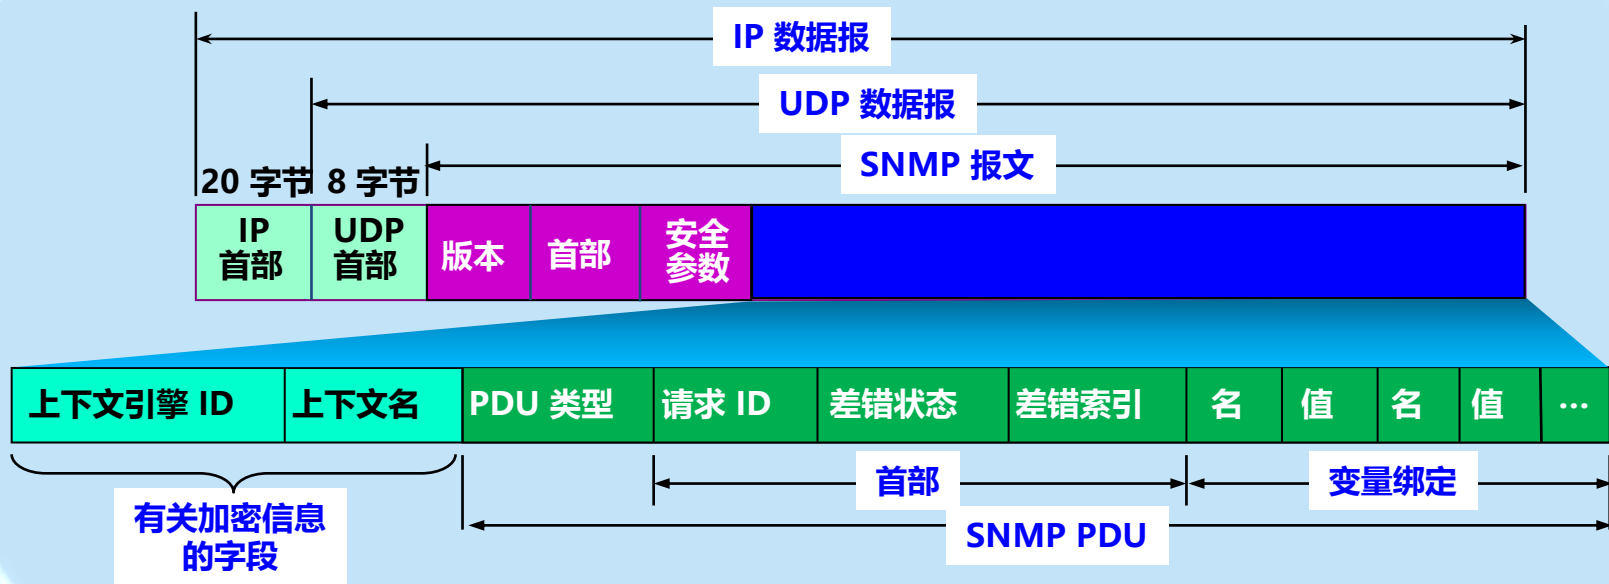 IP 数据报
UDP 数据报
SNMP 报文
20 字节 8 字节
IP
首部
UDP
首部
版本
首部
安全
参数
上下文引擎 ID
上下文名
PDU 类型
请求 ID
差错状态
差错索引
名
值
名
值
…
首部
变量绑定
有关加密信息
的字段
SNMP PDU